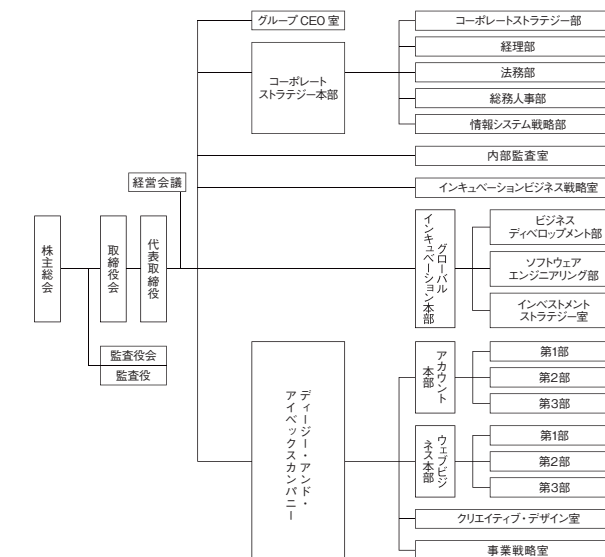 グループCEO室
コーポレートストラテジー部
経理部
コーポレート
ストラテジー本部
法務部
総務人事部
情報システム戦略部
内部監査室
経営会議
インキュベーションビジネス戦略室
株主総会
取締役会
代表取締役
グローバル
インキュベーション本部
ビジネス
ディベロップメント部
ソフトウェア
エンジニアリング部
インベストメント
ストラテジー室
監査役会
監査役
ディージー・アンド・
アイベックスカンパニー
アカウント
本部
第1部
第2部
第3部
ウェブビジ
ネス本部
第1部
第2部
第3部
クリエイティブ・デザイン室
事業戦略室